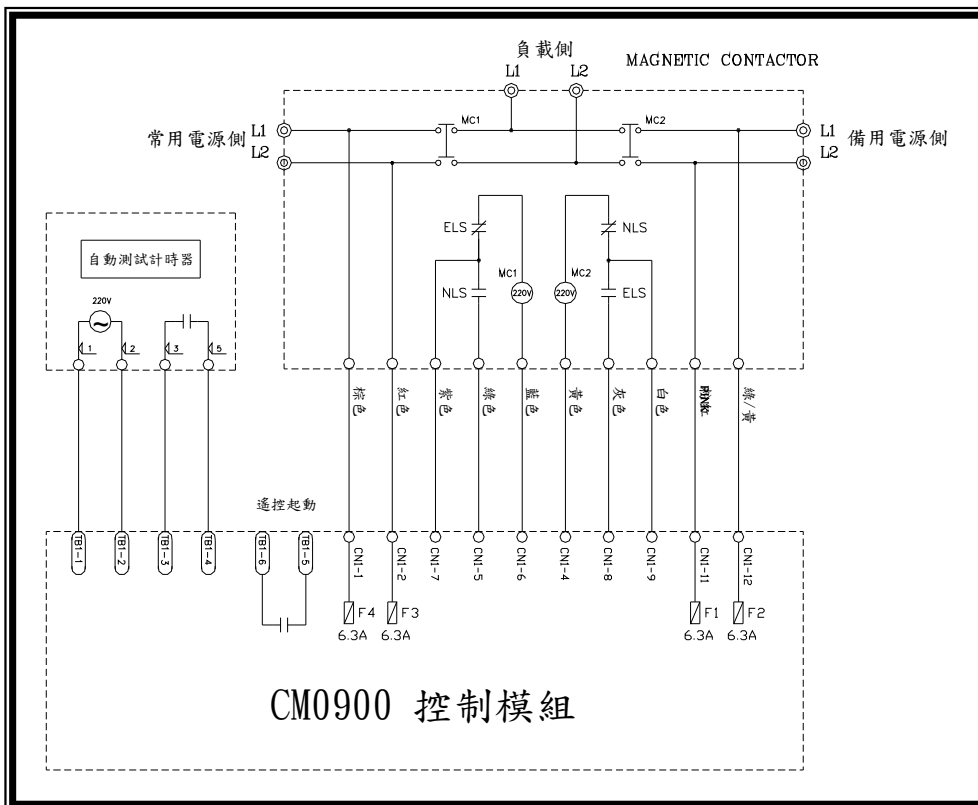 負載側
MAGNETIC CONTACTOR
L1 L2
常用電源側 L1
L2
MC1
MC2
L1
L2 備用電源側
自動測試計時器
220V
1 2 3 5
ELS
NLS
MC1
220V
MC2
220V
NLS
ELS
棕色
紅色
紫色
綠色
藍色
黃色
灰色
白色
綠/黃
遙控起動
TB1-1
TB1-2
TB1-3
TB1-4
TB1-6
TB1-5
CN1-1
CN1-2
CN1-7
CN1-5
CN1-6
CN1-4
CN1-8
CN1-9
CN1-11
CN1-12
F4
6.3A
F3
6.3A
F1
6.3A
F2
6.3A
CM0900 控制模組